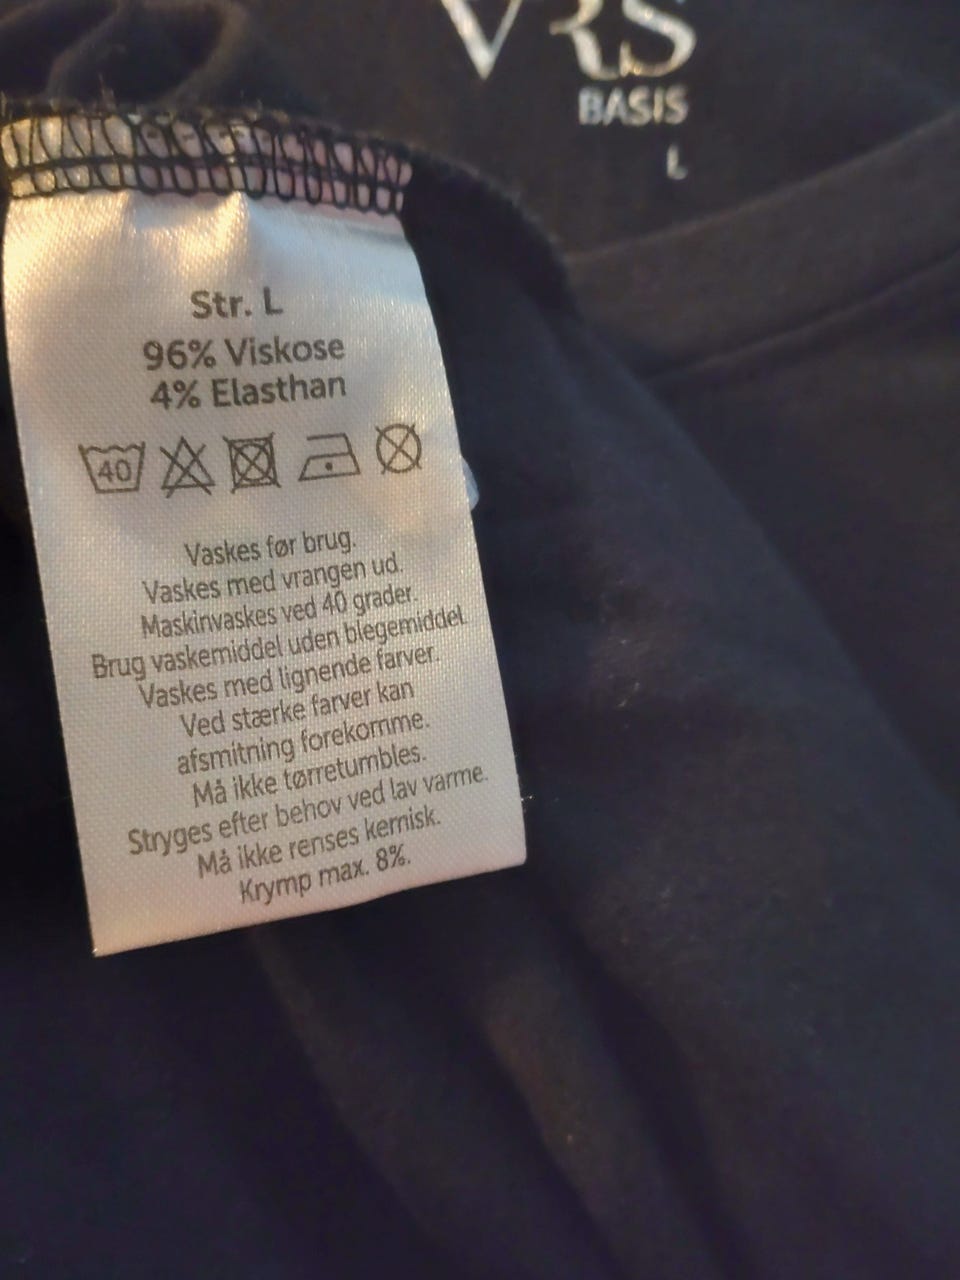 VRS
BASIS
L
Str. L
96% Viskose
4% Elasthan
40
Vaskes før brug.
Vaskes med vrangen ud.
Maskinvaskes ved 40 grader.
Brug vaskemiddel uden blegemiddel.
Vaskes med lignende farver.
Ved stærke farver kan
afsmitning forekomme.
Må ikke tørretumbles.
Stryges efter behov ved lav varme.
Må ikke renses kemisk.
Krymp max. 8%.